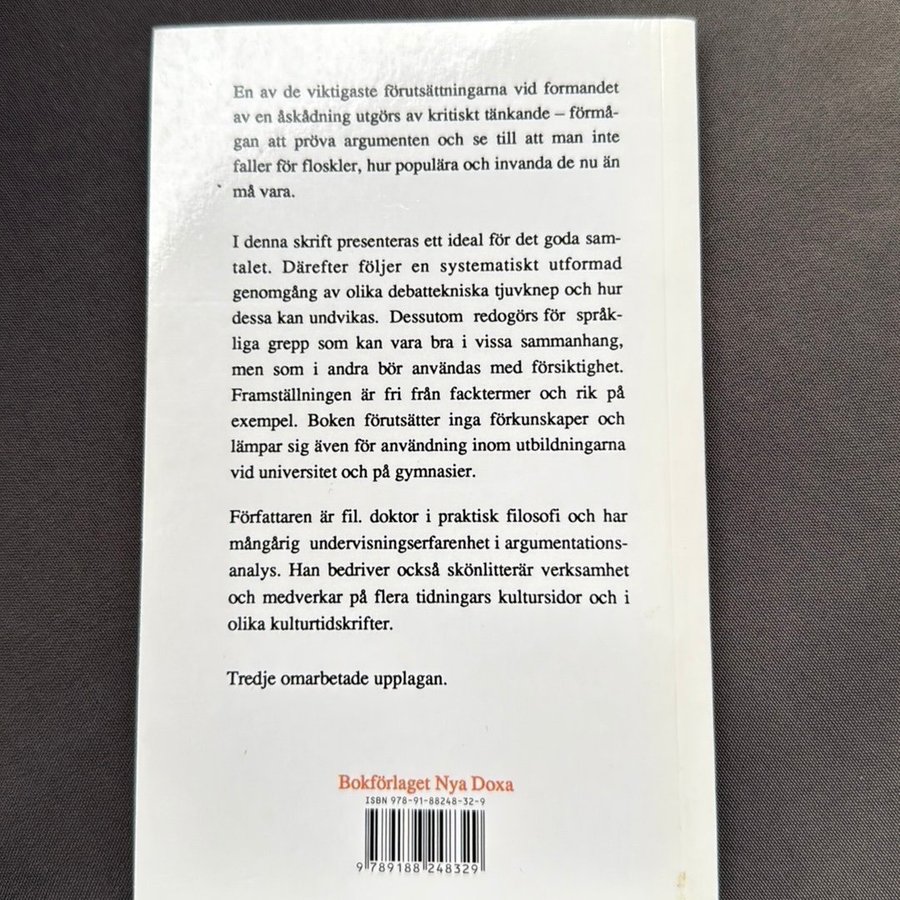 En av de viktigaste förutsättningarna vid formandet
av en åskådning utgörs av kritiskt tänkande – förmå-
gan att pröva argumenten och se till att man inte
faller för floskler, hur populära och invanda de nu än
må vara.
I denna skrift presenteras ett ideal för det goda sam-
talet. Därefter följer en systematiskt utformad
genomgång av olika debattekniska tjuvknep och hur
dessa kan undvikas. Dessutom redogörs för språk-
liga grepp som kan vara bra i vissa sammanhang,
men som i andra bör användas med försiktighet.
Framställningen är fri från facktermer och rik på
exempel. Boken förutsätter inga förkunskaper och
lämpar sig även för användning inom utbildningarna
vid universitet och på gymnasier.
Författaren är fil. doktor i praktisk filosofi och har
mångårig undervisningserfarenhet i argumentations-
analys. Han bedriver också skönlitterär verksamhet
och medverkar på flera tidningars kultursidor och i
olika kulturtidskrifter.
Tredje omarbetade upplagan.
Bokförlaget Nya Doxa
ISBN 978-91-88248-32-9
9 789188 248329